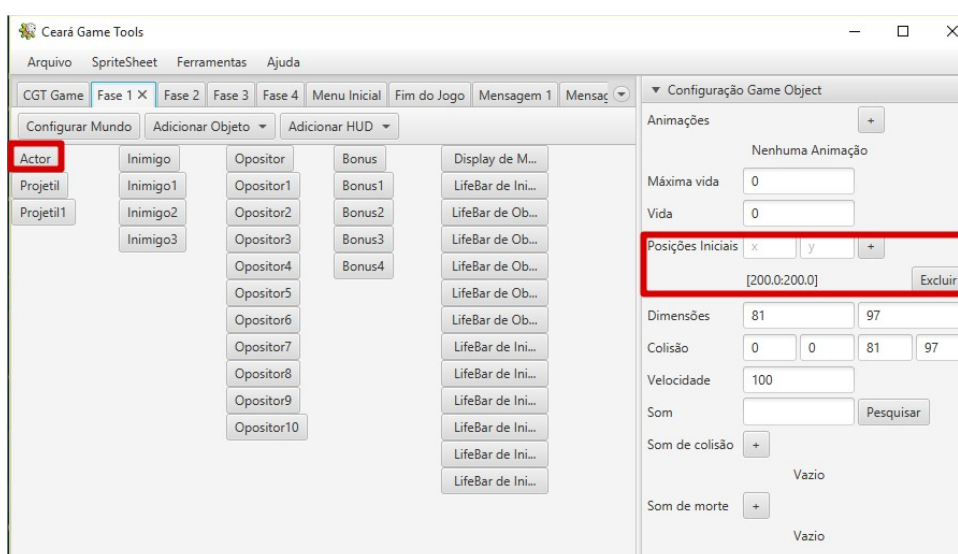 Ceará Game Tools
Arquivo SpriteSheet Ferramentas Ajuda
CGT Game Fase 1 X Fase 2 Fase 3 Fase 4 Menu Inicial Fim do Jogo Mensagem 1 Mensag
Configurar Mundo Adicionar Objeto Adicionar HUD
Actor Inimigo Opositor Bonus Display de M...
Projetil Inimigo1 Opositor1 Bonus1 LifeBar de Ini...
Projetil1 Inimigo2 Opositor2 Bonus2 LifeBar de Ob...
Inimigo3 Opositor3 Bonus3 LifeBar de Ob...
Opositor4 Bonus4 LifeBar de Ob...
Opositor5 LifeBar de Ob...
Opositor6 LifeBar de Ob...
Opositor7 LifeBar de Ini...
Opositor8 LifeBar de Ini...
Opositor9 LifeBar de Ini...
Opositor10 LifeBar de Ini...
LifeBar de Ini...
LifeBar de Ini...
Configuração Game Object
Animações +
Nenhuma Animação
Máxima vida 0
Vida 0
Posições Iniciais x y +
[200.0:200.0] Excluir
Dimensões 81 97
Colisão 0 0 81 97
Velocidade 100
Som Pesquisar
Som de colisão +
Vazio
Som de morte +
Vazio